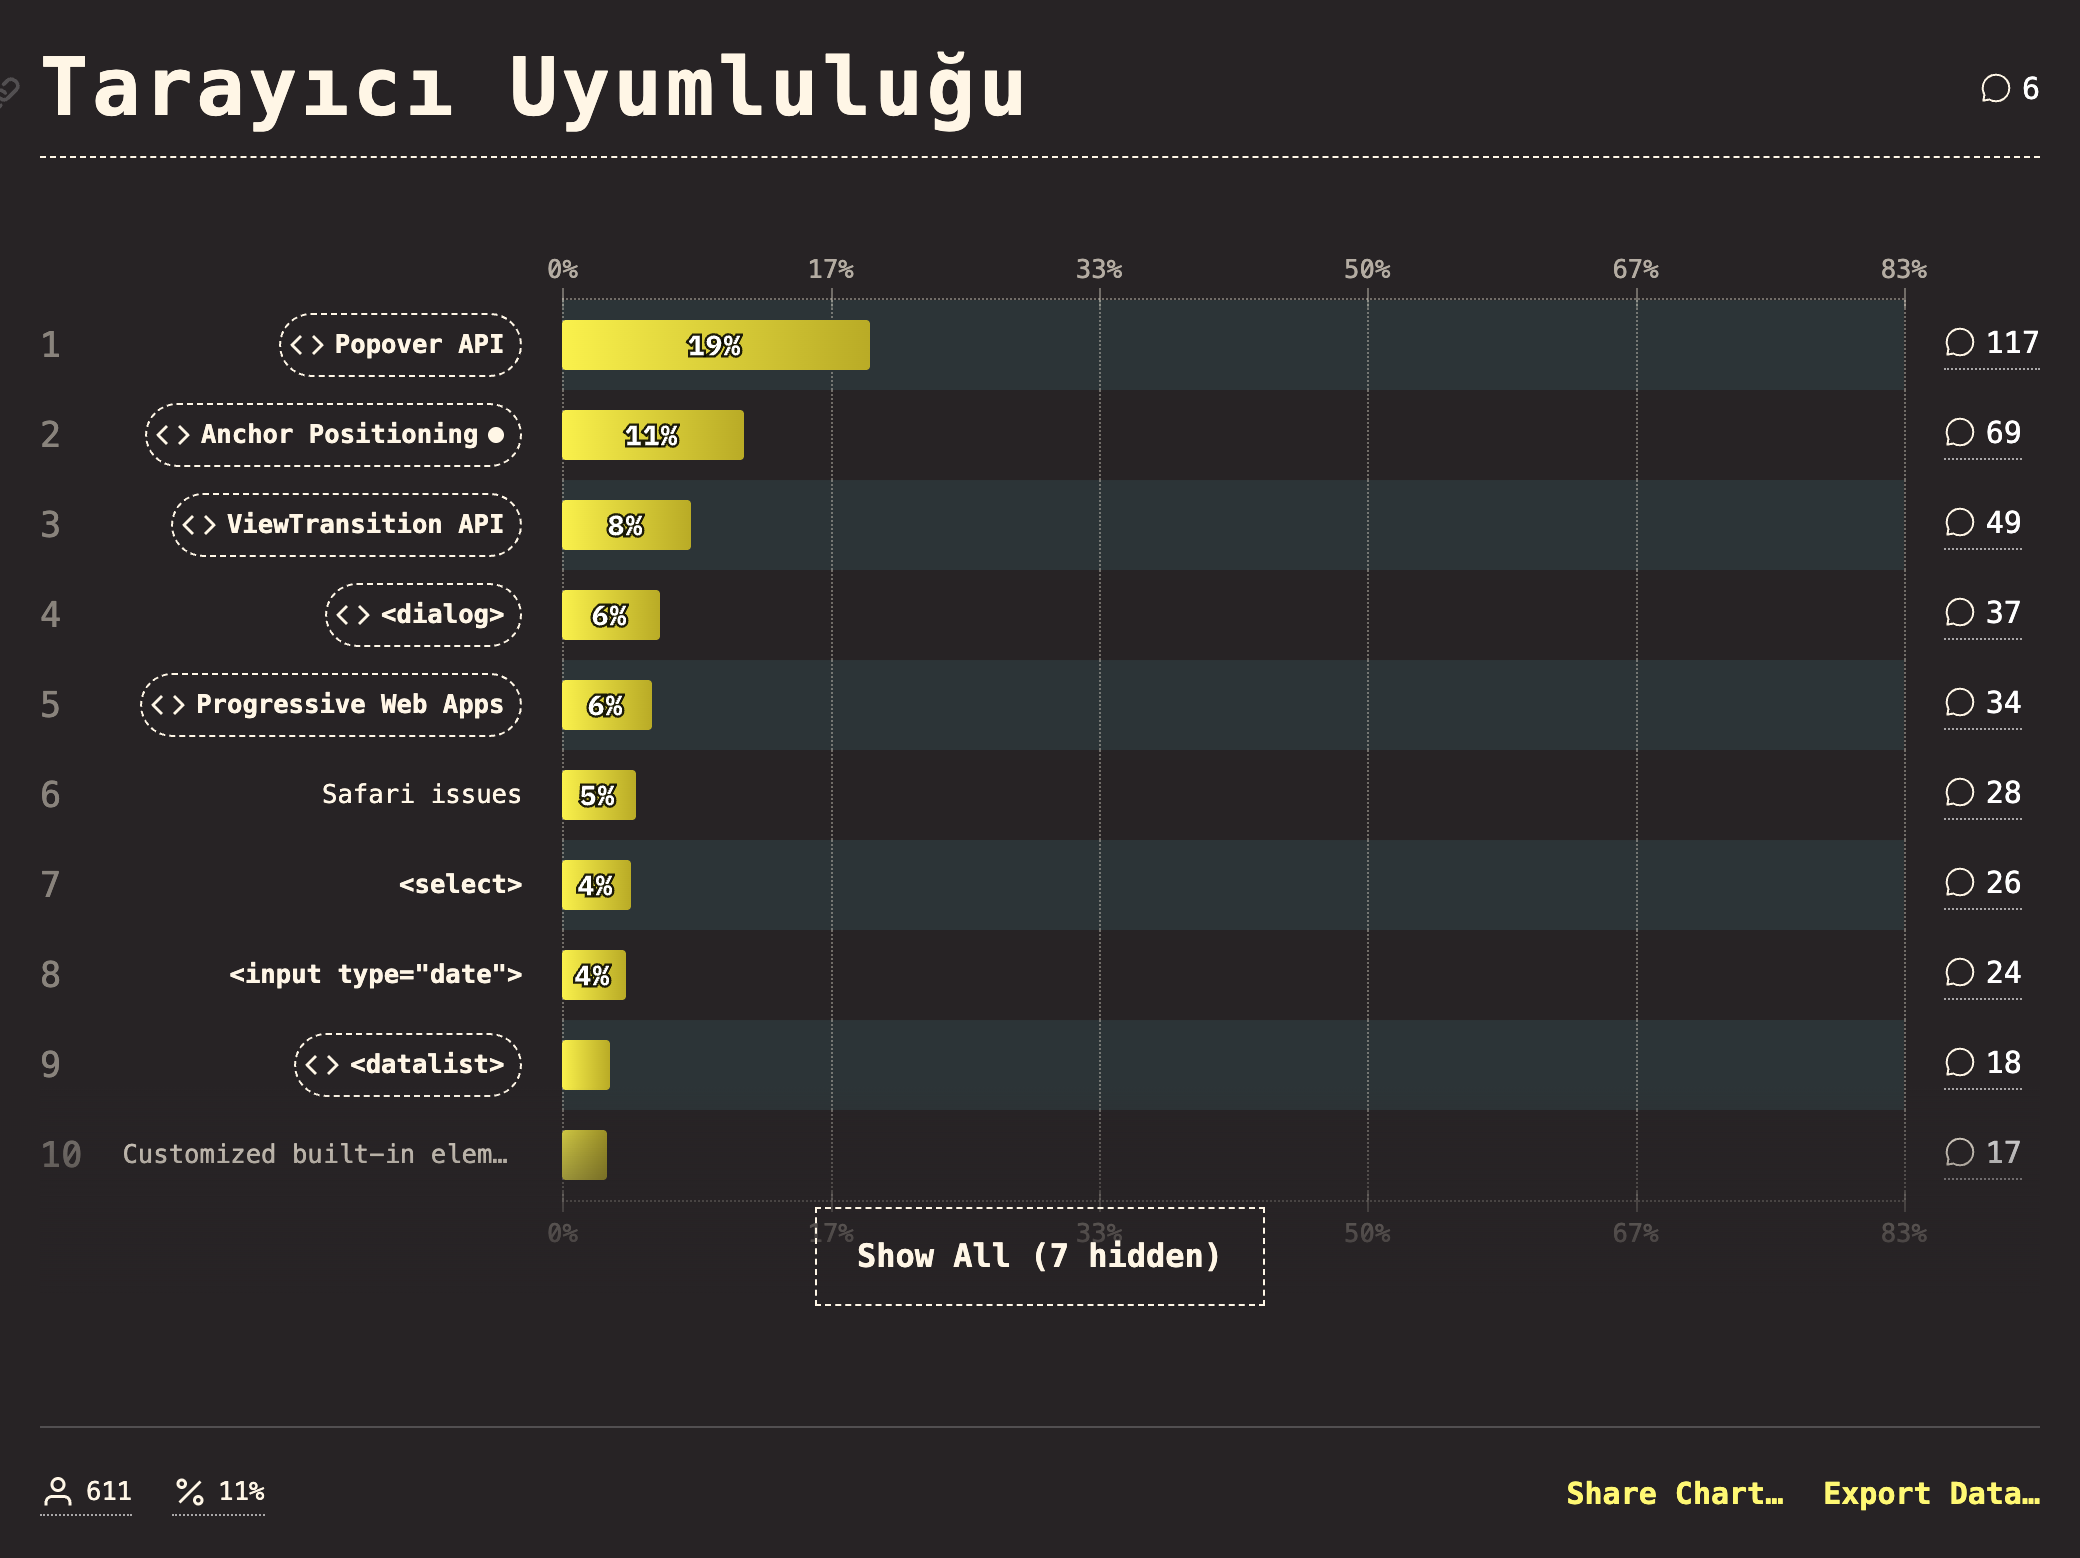 Tarayıcı Uyumluluğu
6
0% 17% 33% 50% 67% 83%
1 <> Popover API 19% 117
2 <> Anchor Positioning 11% 69
3 <> ViewTransition API 8% 49
4 <> <dialog> 6% 37
5 <> Progressive Web Apps 6% 34
6 Safari issues 5% 28
7 <select> 4% 26
8 <input type="date"> 4% 24
9 <> <datalist> 18
10 Customized built-in elem… 17
0% 17% 33% 50% 67% 83%
Show All (7 hidden)
611 % 11% Share Chart… Export Data…